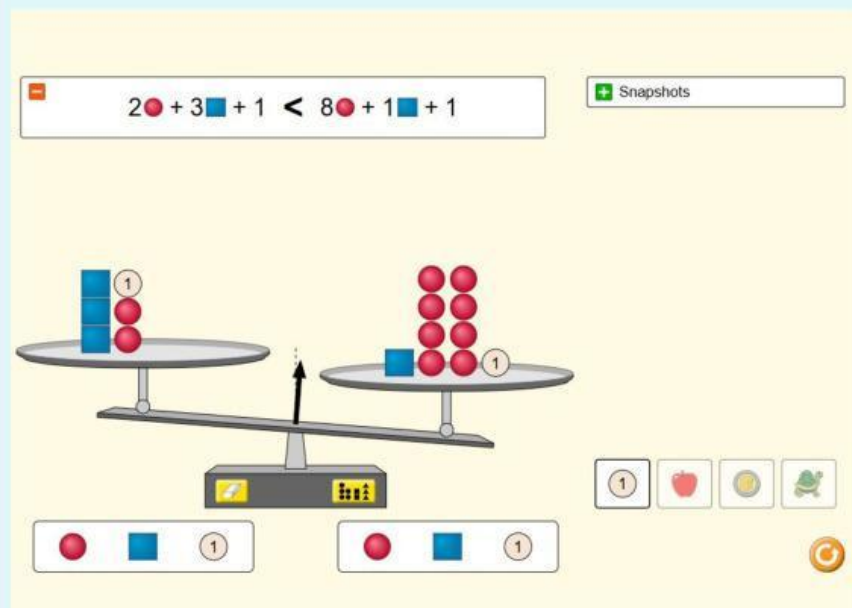 2🔴 + 3🟦 + 1 < 8🔴 + 1🟦 + 1
Snapshots
1
1
1
1
1